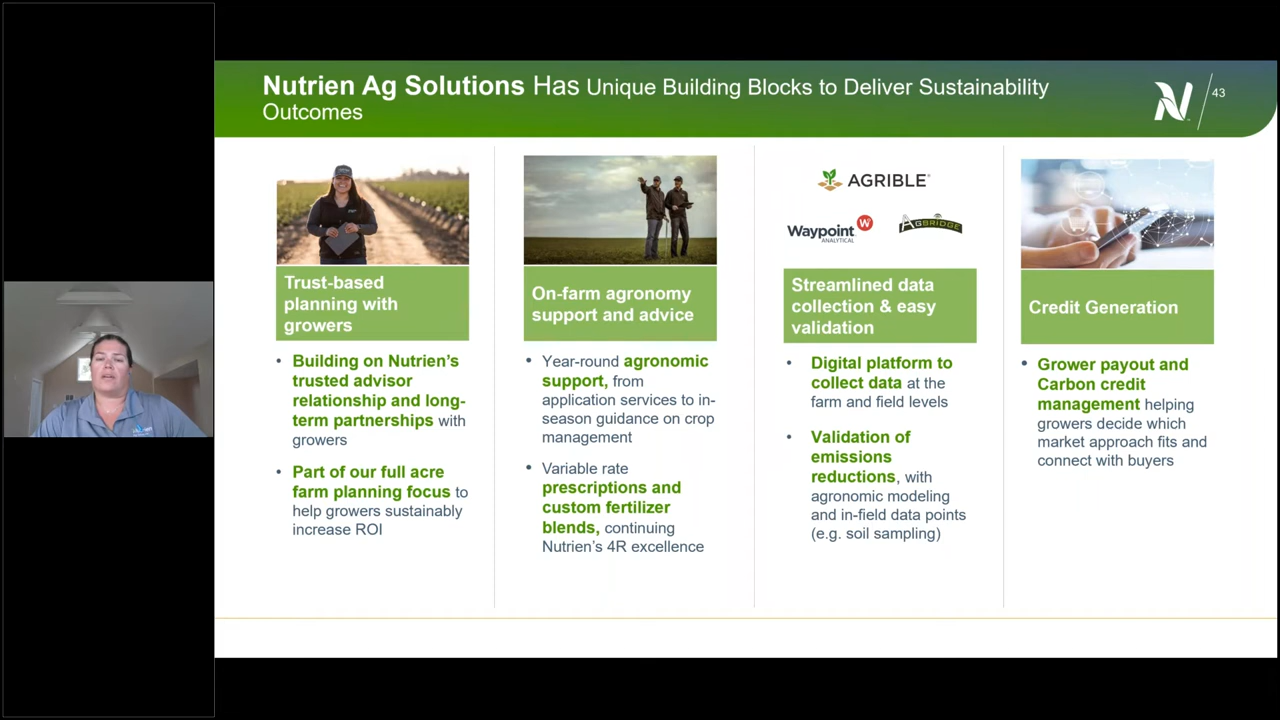 Nutrien Ag Solutions Has Unique Building Blocks to Deliver Sustainability
Outcomes
43
Trust-based
planning with
growers
• Building on Nutrien's
trusted advisor
relationship and long-
term partnerships with
growers
• Part of our full acre
farm planning focus to
help growers sustainably
increase ROI
On-farm agronomy
support and advice
• Year-round agronomic
support, from
application services to in-
season guidance on crop
management
• Variable rate
prescriptions and
custom fertilizer
blends, continuing
Nutrien's 4R excellence
AGRIBLE
Waypoint W
ANALYTICAL
AGBRIDGE
Streamlined data
collection & easy
validation
• Digital platform to
collect data at the
farm and field levels
• Validation of
emissions
reductions, with
agronomic modeling
and in-field data points
(e.g. soil sampling)
Credit Generation
• Grower payout and
Carbon credit
management helping
growers decide which
market approach fits and
connect with buyers